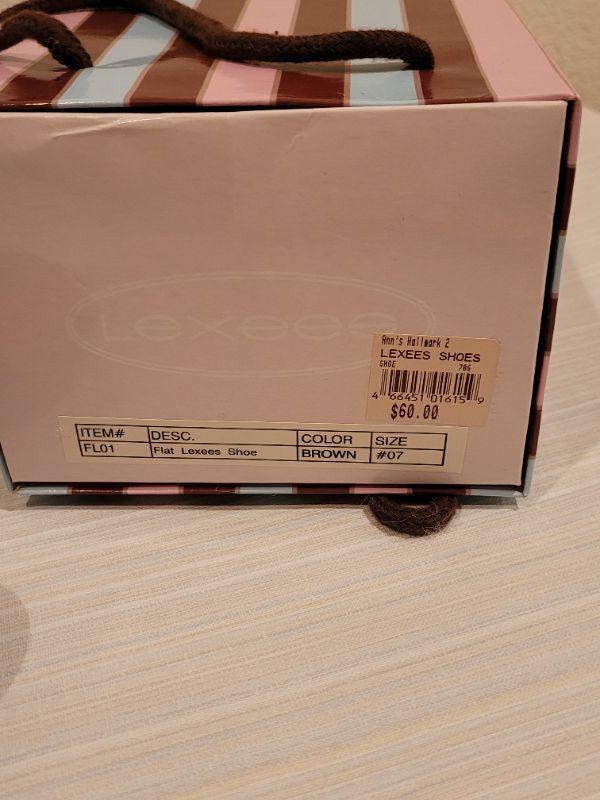 Lexees
Ann's Hallmark 2
LEXEES SHOES
SHOE 786
4 66451 01615 9
$60.00
ITEM# DESC. COLOR SIZE
FL01 Flat Lexees Shoe BROWN #07